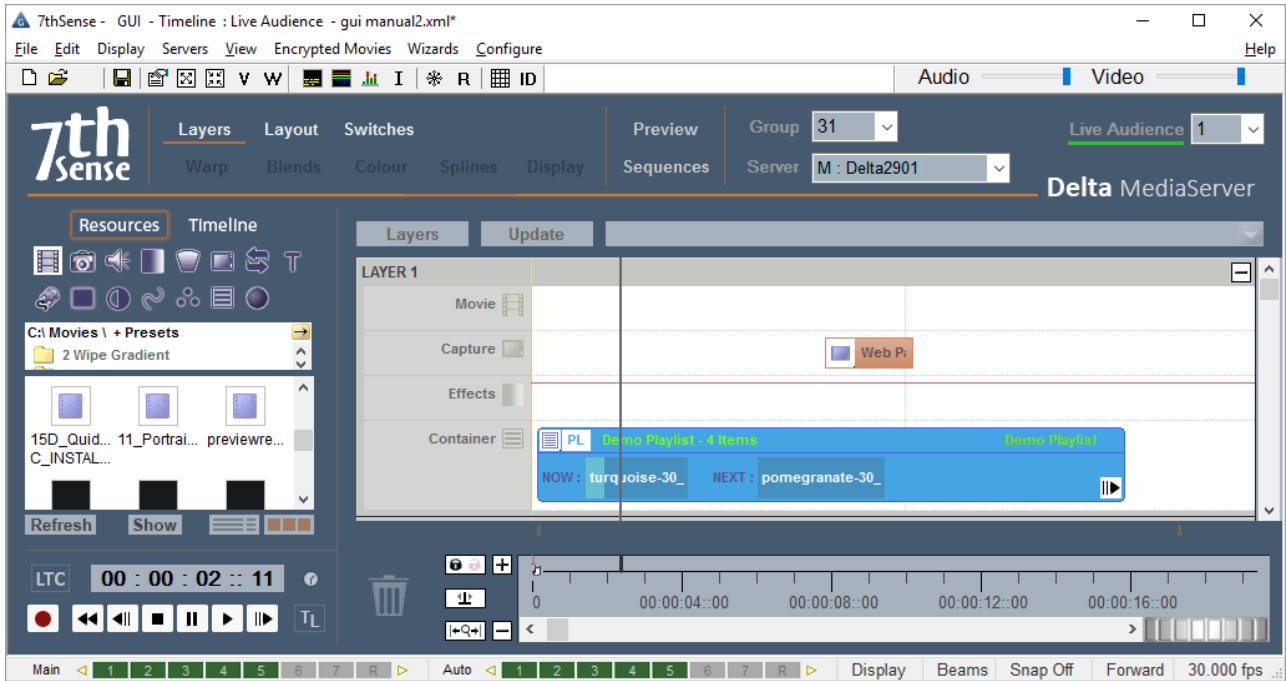 7thSense - GUI - Timeline : Live Audience - gui manual2.xml*
File Edit Display Servers View Encrypted Movies Wizards Configure Help
V W I R ID Audio Video
7th Sense
Layers Layout Switches Preview Group 31 Live Audience 1
Warp Blends Colour Splines Display Sequences Server M : Delta2901
Delta MediaServer
Resources Timeline
Layers Update
T
LAYER 1
Movie
C:\ Movies \ + Presets
2 Wipe Gradient
Capture Web Pa
Effects
15D_Quid... 11_Portrai... previewre...
C_INSTAL...
Container PL Demo Playlist - 4 Items Demo Playlist
NOW : turquoise-30_ NEXT : pomegranate-30_
Refresh Show
LTC 00 : 00 : 02 :: 11
TL
0 00:00:04::00 00:00:08::00 00:00:12::00 00:00:16::00
Q
Main 1 2 3 4 5 6 7 R Auto 1 2 3 4 5 6 7 R Display Beams Snap Off Forward 30.000 fps